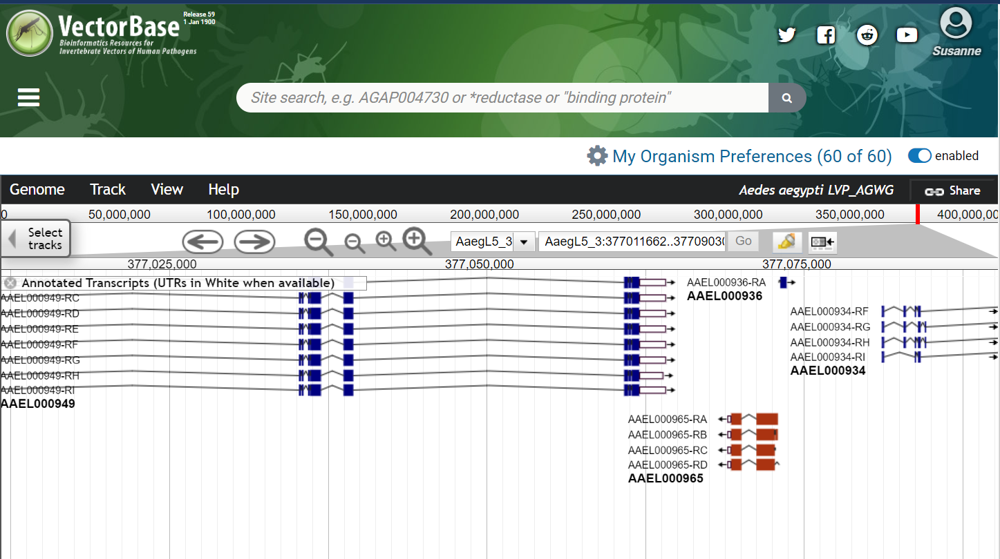 Release 59
1 Jan 1900
VectorBase
Bioinformatics Resources for
Invertebrate Vectors of Human Pathogens
Susanne
Site search, e.g. AGAP004730 or *reductase or "binding protein"
My Organism Preferences (60 of 60)
enabled
Genome Track View Help
Aedes aegypti LVP_AGWG
Share
0 50,000,000 100,000,000 150,000,000 200,000,000 250,000,000 300,000,000 350,000,000 400,000,00
Select
tracks
AaegL5_3
AaegL5_3:377011662..37709030
Go
377,025,000 377,050,000 377,075,000
Annotated Transcripts (UTRs in White when available)
AAEL000949-RC
AAEL000949-RD
AAEL000949-RE
AAEL000949-RF
AAEL000949-RG
AAEL000949-RH
AAEL000949-RI
AAEL000949
AAEL000936-RA
AAEL000936
AAEL000934-RF
AAEL000934-RG
AAEL000934-RH
AAEL000934-RI
AAEL000934
AAEL000965-RA
AAEL000965-RB
AAEL000965-RC
AAEL000965-RD
AAEL000965